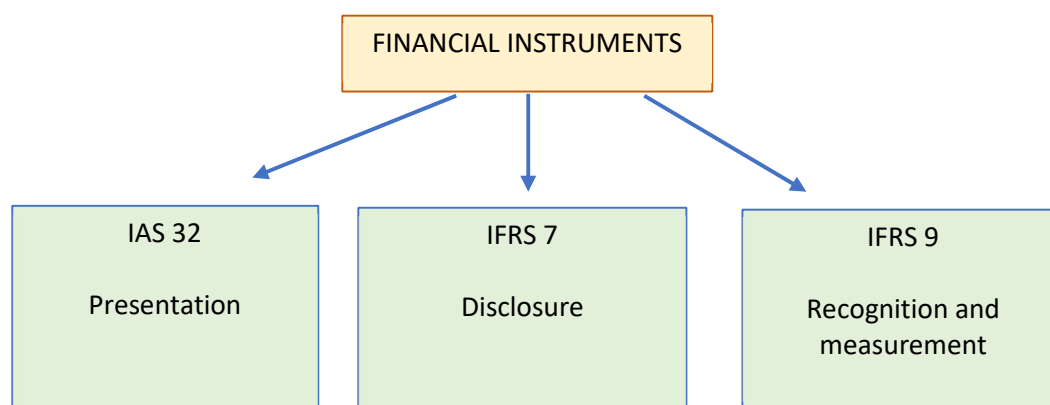 FINANCIAL INSTRUMENTS
IAS 32
Presentation
IFRS 7
Disclosure
IFRS 9
Recognition and
measurement